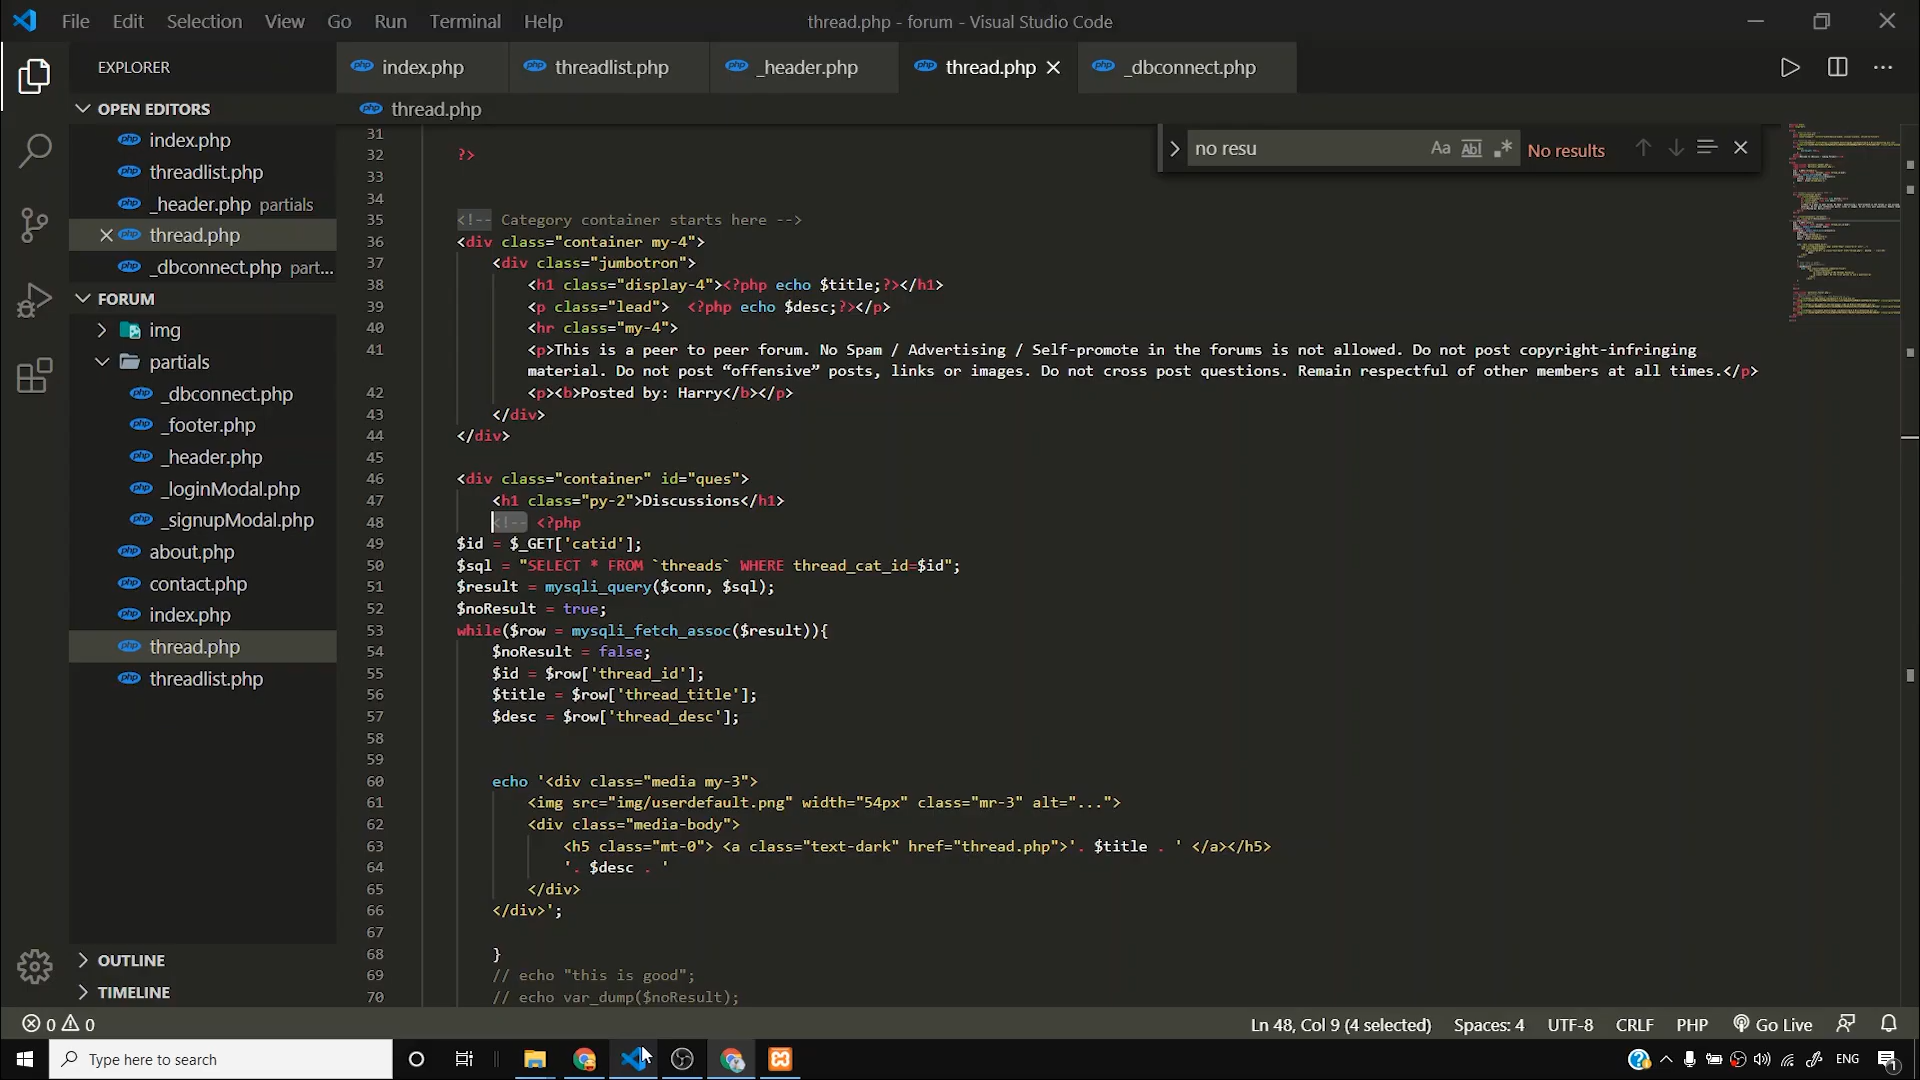 File Edit Selection View Go Run Terminal Help thread.php - forum - Visual Studio Code
EXPLORER
index.php threadlist.php _header.php thread.php _dbconnect.php
OPEN EDITORS
index.php
threadlist.php
_header.php partials
thread.php
_dbconnect.php part...
FORUM
img
partials
_dbconnect.php
_footer.php
_header.php
_loginModal.php
_signupModal.php
about.php
contact.php
index.php
thread.php
threadlist.php
OUTLINE
TIMELINE
thread.php
no resu Aa Abl .* No results
31
32 ?>
33
34
35 <!-- Category container starts here -->
36 <div class="container my-4">
37 <div class="jumbotron">
38 <h1 class="display-4"><?php echo $title;?></h1>
39 <p class="lead">  <?php echo $desc;?></p>
40 <hr class="my-4">
41 <p>This is a peer to peer forum. No Spam / Advertising / Self-promote in the forums is not allowed. Do not post copyright-infringing
material. Do not post “offensive” posts, links or images. Do not cross post questions. Remain respectful of other members at all times.</p>
42 <p><b>Posted by: Harry</b></p>
43 </div>
44 </div>
45
46 <div class="container" id="ques">
47 <h1 class="py-2">Discussions</h1>
48 <!-- <?php
49 $id = $_GET['catid'];
50 $sql = "SELECT * FROM `threads` WHERE thread_cat_id=$id";
51 $result = mysqli_query($conn, $sql);
52 $noResult = true;
53 while($row = mysqli_fetch_assoc($result)){
54 $noResult = false;
55 $id = $row['thread_id'];
56 $title = $row['thread_title'];
57 $desc = $row['thread_desc'];
58
59
60 echo '<div class="media my-3">
61 <img src="img/userdefault.png" width="54px" class="mr-3" alt="...">
62 <div class="media-body">
63 <h5 class="mt-0"> <a class="text-dark" href="thread.php">'. $title . ' </a></h5>
64 '. $desc . '
65 </div>
66 </div>';
67
68 }
69 // echo "this is good";
70 // echo var_dump($noResult);
0 0 Ln 48, Col 9 (4 selected) Spaces: 4 UTF-8 CRLF PHP Go Live
Type here to search ENG 1